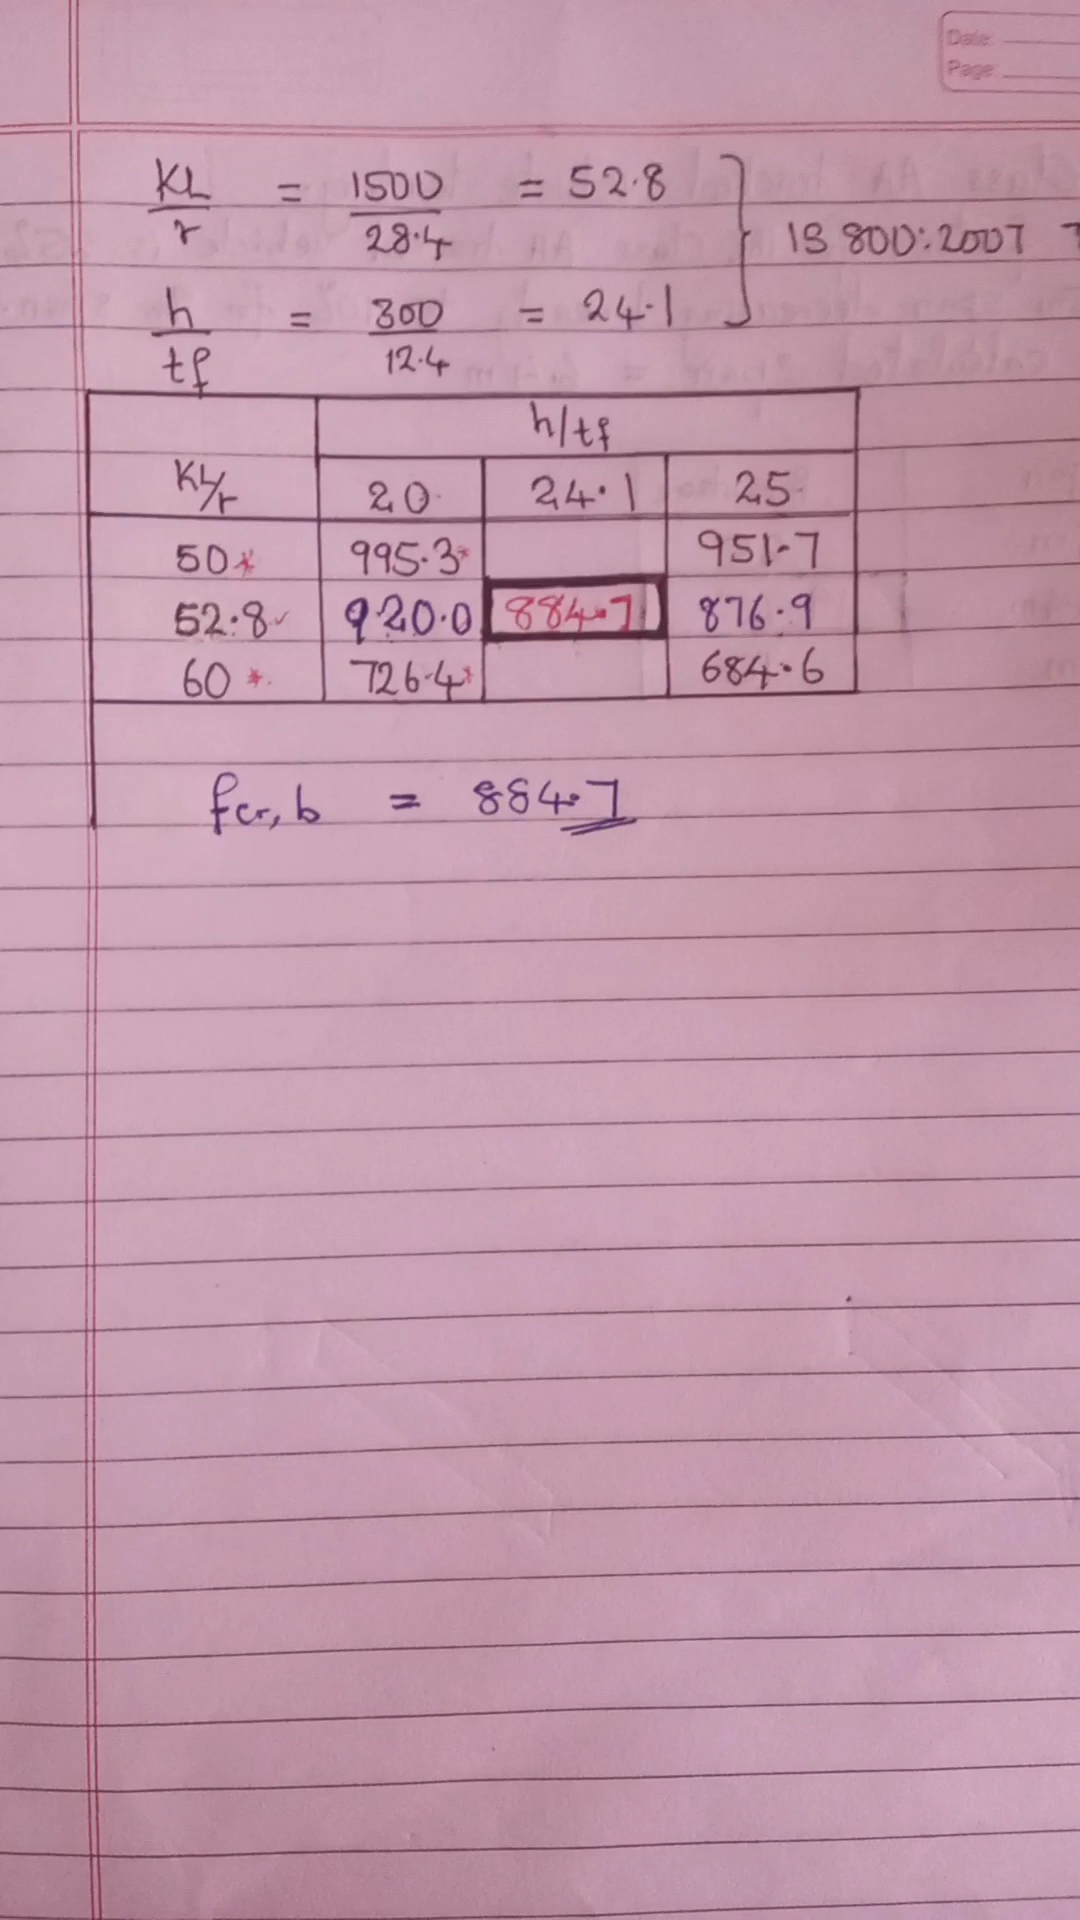 Date:
Page:
KL/r = 1500/28.4 = 52.8
h/tf = 300/12.4 = 24.1
IS 800:2007
h/tf
KL/r 20 24.1 25
50* 995.3* 951.7
52.8✓ 920.0 884.7 876.9
60* 726.4* 684.6
fcr,b = 884.7